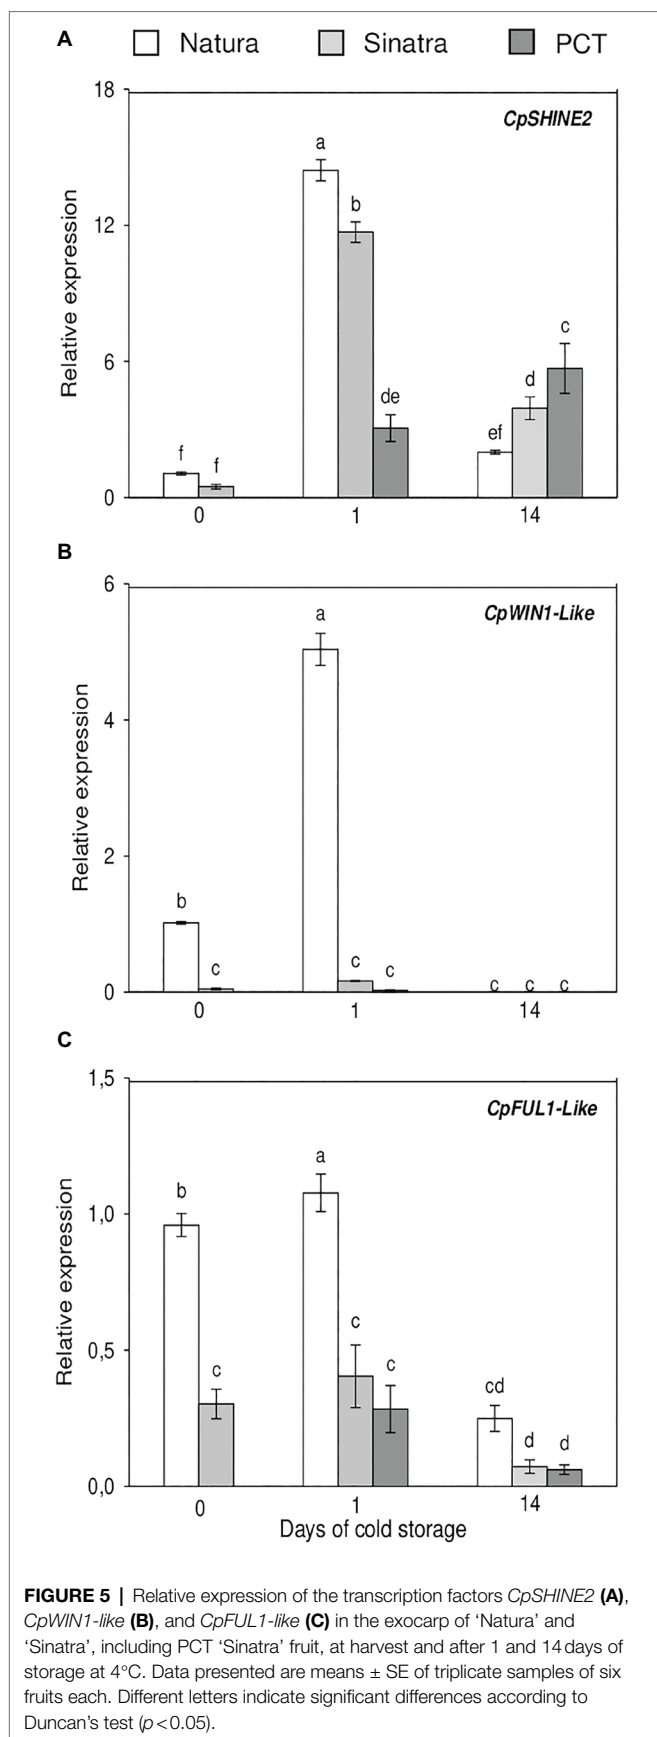 A
Natura Sinatra PCT
18
CpSHINE2
a
b
12
Relative expression
6
c
d
de
ef
f
f
0
0 1 14
B
6
CpWIN1-Like
a
4
Relative expression
2
b
c
c
c
c c c
0
0 1 14
C
1,5
CpFUL1-Like
a
b
1,0
Relative expression
0,5
c
c
c
cd
d d
0,0
0 1 14
Days of cold storage
FIGURE 5 | Relative expression of the transcription factors CpSHINE2 (A),
CpWIN1-like (B), and CpFUL1-like (C) in the exocarp of ‘Natura’ and
‘Sinatra’, including PCT ‘Sinatra’ fruit, at harvest and after 1 and 14 days of
storage at 4°C. Data presented are means ± SE of triplicate samples of six
fruits each. Different letters indicate significant differences according to
Duncan’s test (p < 0.05).